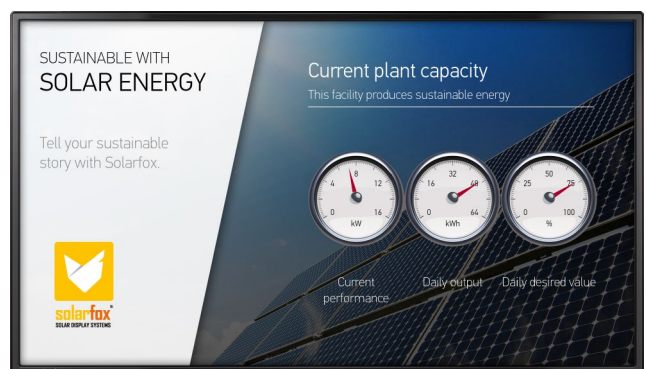 SUSTAINABLE WITH
SOLAR ENERGY
Tell your sustainable
story with Solarfox.
solarfox®
SOLAR DISPLAY SYSTEMS
Current plant capacity
This facility produces sustainable energy
0 4 8 12 16
kW
0 16 32 48 64
kWh
0 25 50 75 100
%
Current
performance
Daily output
Daily desired value